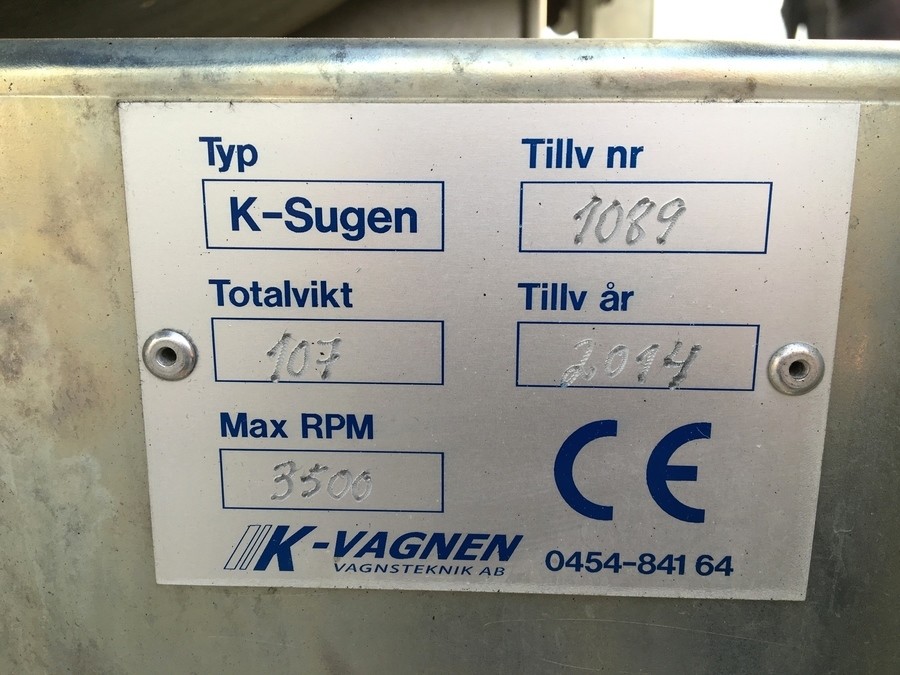 Typ
K-Sugen
Tillv nr
1089
Totalvikt
107
Tillv år
2014
Max RPM
3500
CE
K-VAGNEN
VAGNSTEKNIK AB
0454-841 64